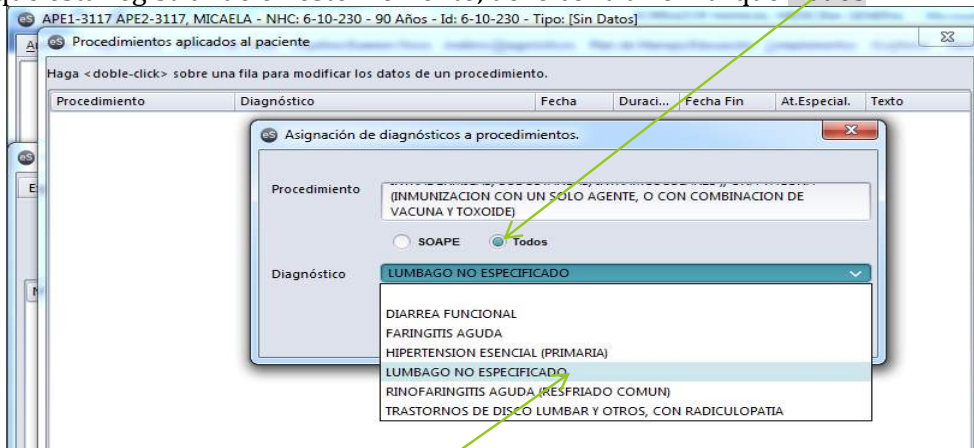 APE1-3117 APE2-3117, MICAELA - NHC: 6-10-230 - 90 Años - Id: 6-10-230 - Tipo: [Sin Datos]
Procedimientos aplicados al paciente
Haga <doble-click> sobre una fila para modificar los datos de un procedimiento.
Procedimiento Diagnóstico Fecha Duraci... Fecha Fin At.Especial. Texto
Asignación de diagnósticos a procedimientos.
Procedimiento
(INMUNIZACION CON UN SOLO AGENTE, O CON COMBINACION DE
VACUNA Y TOXOIDE)
SOAPE Todos
Diagnóstico LUMBAGO NO ESPECIFICADO
DIARREA FUNCIONAL
FARINGITIS AGUDA
HIPERTENSION ESENCIAL (PRIMARIA)
LUMBAGO NO ESPECIFICADO
RINOFARINGITIS AGUDA (RESFRIADO COMUN)
TRASTORNOS DE DISCO LUMBAR Y OTROS, CON RADICULOPATIA